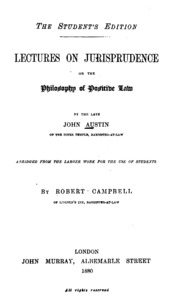 THE STUDENT'S EDITION
LECTURES ON JURISPRUDENCE
OR THE
Philosophy of Positive Law
BY THE LATE
JOHN AUSTIN
OF THE INNER TEMPLE, BARRISTER-AT-LAW
ABRIDGED FROM THE LARGER WORK FOR THE USE OF STUDENTS
BY ROBERT CAMPBELL
OF LINCOLN'S INN, BARRISTER-AT-LAW
LONDON
JOHN MURRAY, ALBEMARLE STREET
1880
All rights reserved